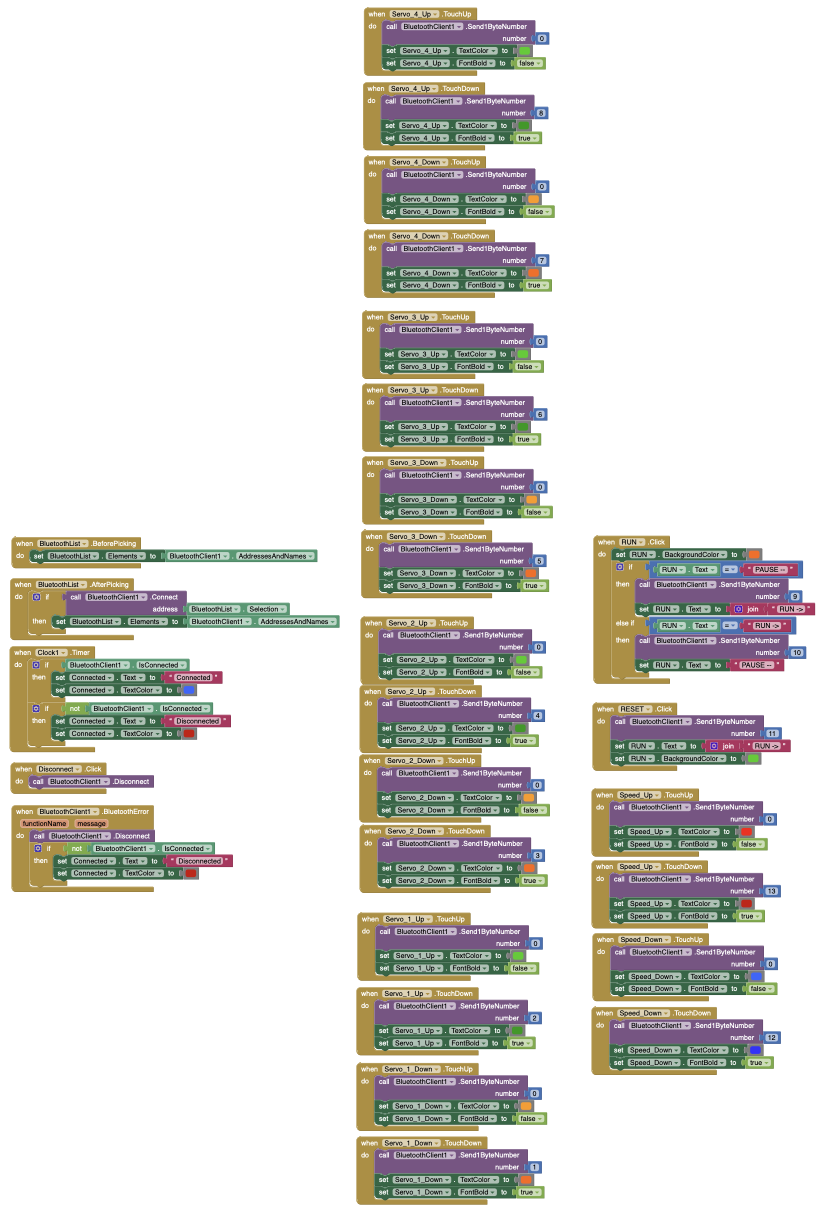 when BluetoothList .BeforePicking
do set BluetoothList . Elements to BluetoothClient1 . AddressesAndNames
when BluetoothList .AfterPicking
do if call BluetoothClient1 .Connect
address BluetoothList . Selection
then set BluetoothList . Elements to BluetoothClient1 . AddressesAndNames
when Clock1 .Timer
do if BluetoothClient1 . IsConnected
then set Connected . Text to " Connected "
set Connected . TextColor to
if not BluetoothClient1 . IsConnected
then set Connected . Text to " Disconnected "
set Connected . TextColor to
when Disconnect .Click
do call BluetoothClient1 .Disconnect
when BluetoothClient1 .BluetoothError
functionName message
do call BluetoothClient1 .Disconnect
if not BluetoothClient1 . IsConnected
then set Connected . Text to " Disconnected "
set Connected . TextColor to
when Servo_4_Up .TouchUp
do call BluetoothClient1 .Send1ByteNumber
number 0
set Servo_4_Up . TextColor to
set Servo_4_Up . FontBold to false
when Servo_4_Up .TouchDown
do call BluetoothClient1 .Send1ByteNumber
number 8
set Servo_4_Up . TextColor to
set Servo_4_Up . FontBold to true
when Servo_4_Down .TouchUp
do call BluetoothClient1 .Send1ByteNumber
number 0
set Servo_4_Down . TextColor to
set Servo_4_Down . FontBold to false
when Servo_4_Down .TouchDown
do call BluetoothClient1 .Send1ByteNumber
number 7
set Servo_4_Down . TextColor to
set Servo_4_Down . FontBold to true
when Servo_3_Up .TouchUp
do call BluetoothClient1 .Send1ByteNumber
number 0
set Servo_3_Up . TextColor to
set Servo_3_Up . FontBold to false
when Servo_3_Up .TouchDown
do call BluetoothClient1 .Send1ByteNumber
number 6
set Servo_3_Up . TextColor to
set Servo_3_Up . FontBold to true
when Servo_3_Down .TouchUp
do call BluetoothClient1 .Send1ByteNumber
number 0
set Servo_3_Down . TextColor to
set Servo_3_Down . FontBold to false
when Servo_3_Down .TouchDown
do call BluetoothClient1 .Send1ByteNumber
number 5
set Servo_3_Down . TextColor to
set Servo_3_Down . FontBold to true
when Servo_2_Up .TouchUp
do call BluetoothClient1 .Send1ByteNumber
number 0
set Servo_2_Up . TextColor to
set Servo_2_Up . FontBold to false
when Servo_2_Up .TouchDown
do call BluetoothClient1 .Send1ByteNumber
number 4
set Servo_2_Up . TextColor to
set Servo_2_Up . FontBold to true
when Servo_2_Down .TouchUp
do call BluetoothClient1 .Send1ByteNumber
number 0
set Servo_2_Down . TextColor to
set Servo_2_Down . FontBold to false
when Servo_2_Down .TouchDown
do call BluetoothClient1 .Send1ByteNumber
number 3
set Servo_2_Down . TextColor to
set Servo_2_Down . FontBold to true
when Servo_1_Up .TouchUp
do call BluetoothClient1 .Send1ByteNumber
number 0
set Servo_1_Up . TextColor to
set Servo_1_Up . FontBold to false
when Servo_1_Up .TouchDown
do call BluetoothClient1 .Send1ByteNumber
number 2
set Servo_1_Up . TextColor to
set Servo_1_Up . FontBold to true
when Servo_1_Down .TouchUp
do call BluetoothClient1 .Send1ByteNumber
number 0
set Servo_1_Down . TextColor to
set Servo_1_Down . FontBold to false
when Servo_1_Down .TouchDown
do call BluetoothClient1 .Send1ByteNumber
number 1
set Servo_1_Down . TextColor to
set Servo_1_Down . FontBold to true
when RUN .Click
do set RUN . BackgroundColor to
if RUN . Text = " PAUSE -- "
then call BluetoothClient1 .Send1ByteNumber
number 9
set RUN . Text to join " RUN -> "
else if RUN . Text = " RUN -> "
then call BluetoothClient1 .Send1ByteNumber
number 10
set RUN . Text to " PAUSE -- "
when RESET .Click
do call BluetoothClient1 .Send1ByteNumber
number 11
set RUN . Text to join " RUN -> "
set RUN . BackgroundColor to
when Speed_Up .TouchUp
do call BluetoothClient1 .Send1ByteNumber
number 0
set Speed_Up . TextColor to
set Speed_Up . FontBold to false
when Speed_Up .TouchDown
do call BluetoothClient1 .Send1ByteNumber
number 13
set Speed_Up . TextColor to
set Speed_Up . FontBold to true
when Speed_Down .TouchUp
do call BluetoothClient1 .Send1ByteNumber
number 0
set Speed_Down . TextColor to
set Speed_Down . FontBold to false
when Speed_Down .TouchDown
do call BluetoothClient1 .Send1ByteNumber
number 12
set Speed_Down . TextColor to
set Speed_Down . FontBold to true